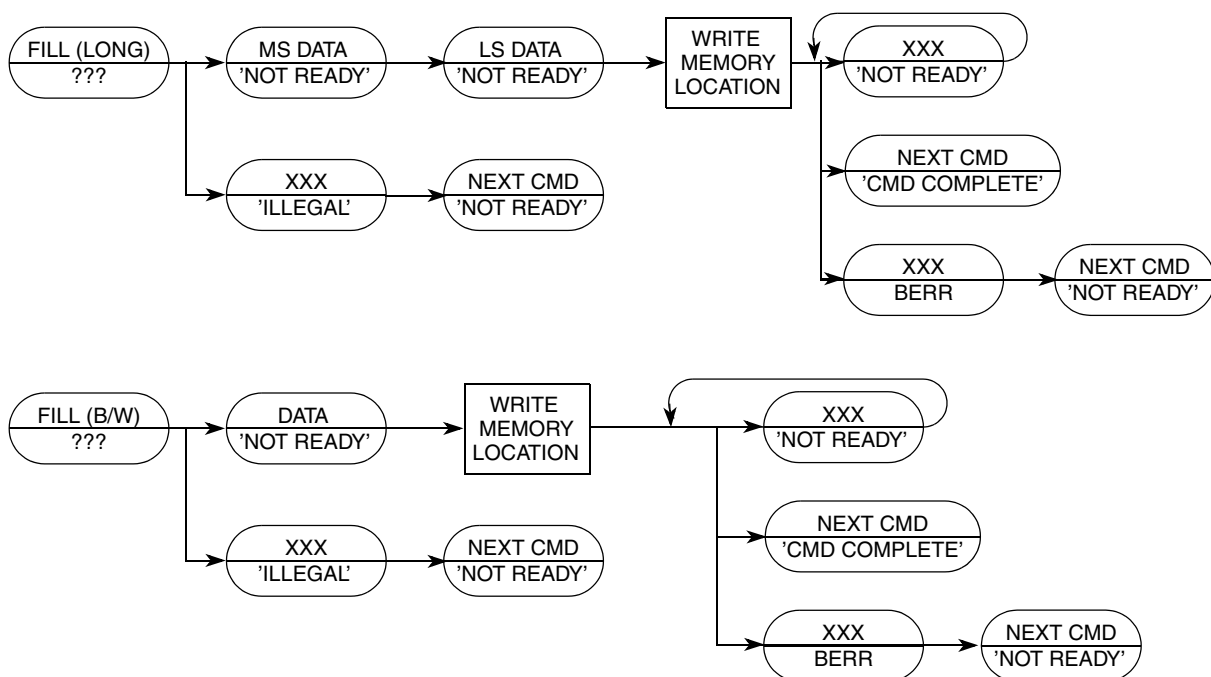 FILL (LONG)
???
MS DATA
'NOT READY'
LS DATA
'NOT READY'
WRITE
MEMORY
LOCATION
XXX
'NOT READY'
NEXT CMD
'CMD COMPLETE'
XXX
'ILLEGAL'
NEXT CMD
'NOT READY'
XXX
BERR
NEXT CMD
'NOT READY'
FILL (B/W)
???
DATA
'NOT READY'
WRITE
MEMORY
LOCATION
XXX
'NOT READY'
NEXT CMD
'CMD COMPLETE'
XXX
'ILLEGAL'
NEXT CMD
'NOT READY'
XXX
BERR
NEXT CMD
'NOT READY'